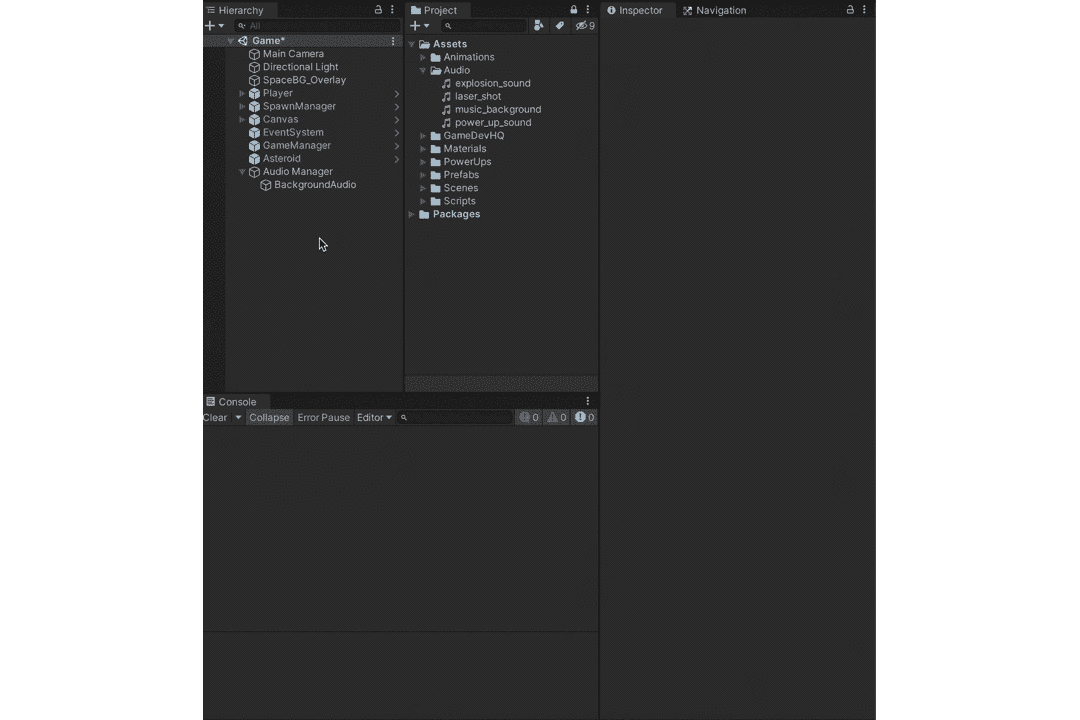 Hierarchy
All
Game*
Main Camera
Directional Light
SpaceBG_Overlay
Player
SpawnManager
Canvas
EventSystem
GameManager
Asteroid
Audio Manager
BackgroundAudio
Project
9
Assets
Animations
Audio
explosion_sound
laser_shot
music_background
power_up_sound
GameDevHQ
Materials
PowerUps
Prefabs
Scenes
Scripts
Packages
Inspector
Navigation
Console
Clear Collapse Error Pause Editor 0 0 0